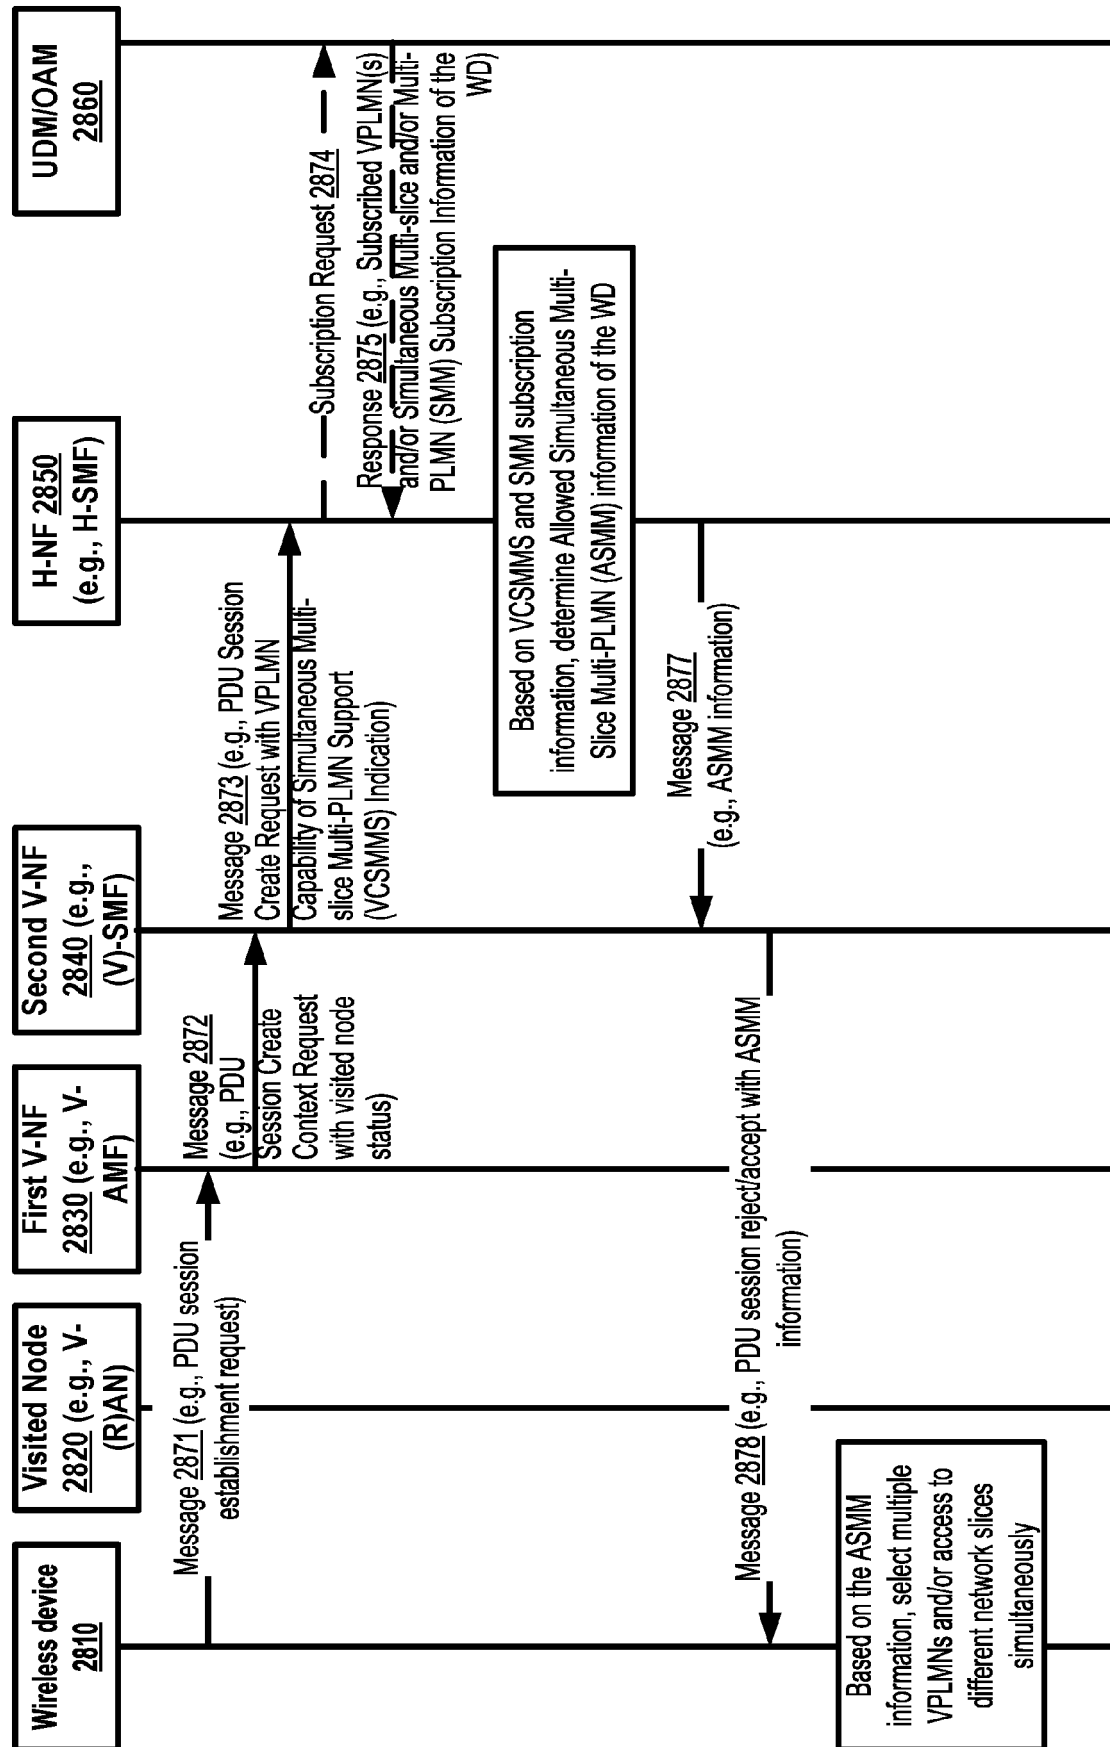 Wireless device
2810
Visited Node
2820 (e.g., V-
(R)AN)
First V-NF
2830 (e.g., V-
AMF)
Second V-NF
2840 (e.g.,
(V)-SMF)
H-NF 2850
(e.g., H-SMF)
UDM/OAM
2860
Message 2871 (e.g., PDU session
establishment request)
Message 2872
(e.g., PDU
Session Create
Context Request
with visited node
status)
Message 2873 (e.g., PDU Session
Create Request with VPLMN
Capability of Simultaneous Multi-
slice Multi-PLMN Support
(VCSMMS) Indication)
Subscription Request 2874
Response 2875 (e.g., Subscribed VPLMN(s)
and/or Simultaneous Multi-slice and/or Multi-
PLMN (SMM) Subscription Information of the
WD)
Based on VCSMMS and SMM subscription
information, determine Allowed Simultaneous Multi-
Slice Multi-PLMN (ASMM) information of the WD
Message 2877
(e.g., ASMM information)
Message 2878 (e.g., PDU session reject/accept with ASMM
information)
Based on the ASMM
information, select multiple
VPLMNs and/or access to
different network slices
simultaneously